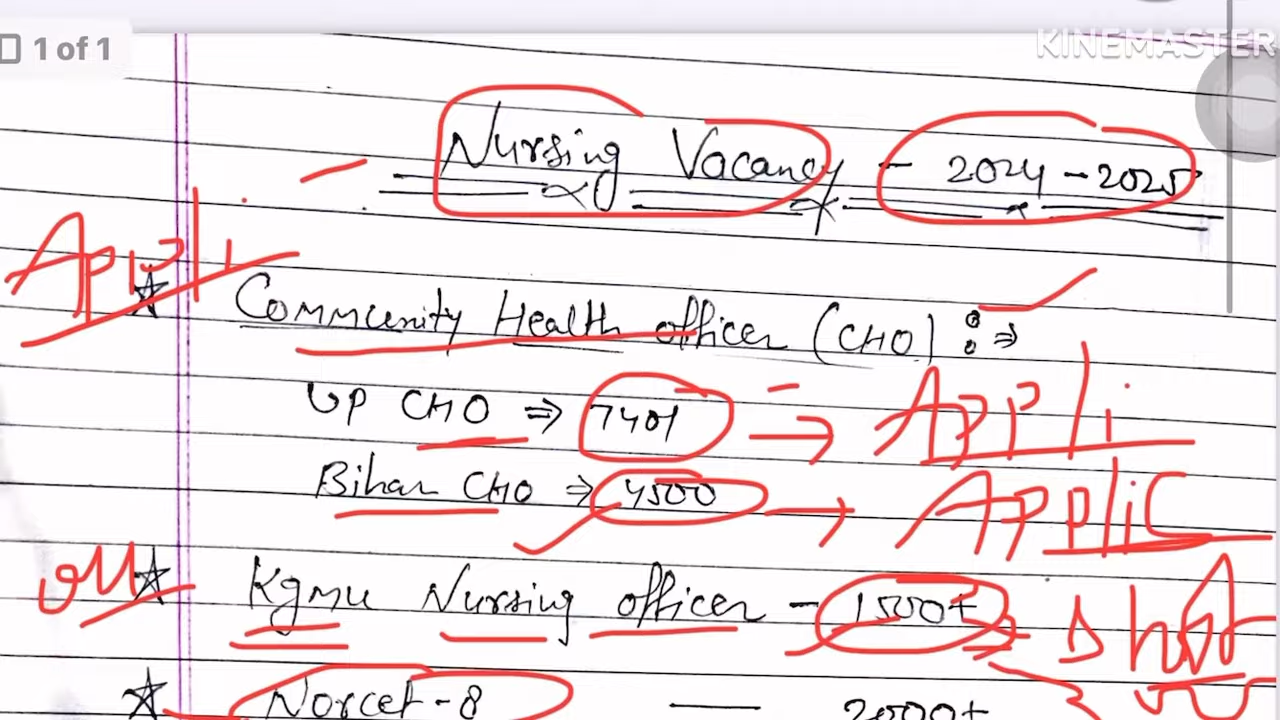 1 of 1
KINEMASTER
Nursing Vacancy - 2024-2025
Appli
☆ Community Health officer (CHO) :⇒
UP CHO ⇒ 7401 → Appli
Bihar CHO ⇒ 4500 → Applic
☆ Kgmu Nursing officer - 1500+
☆ Norcet-8 — 2000+